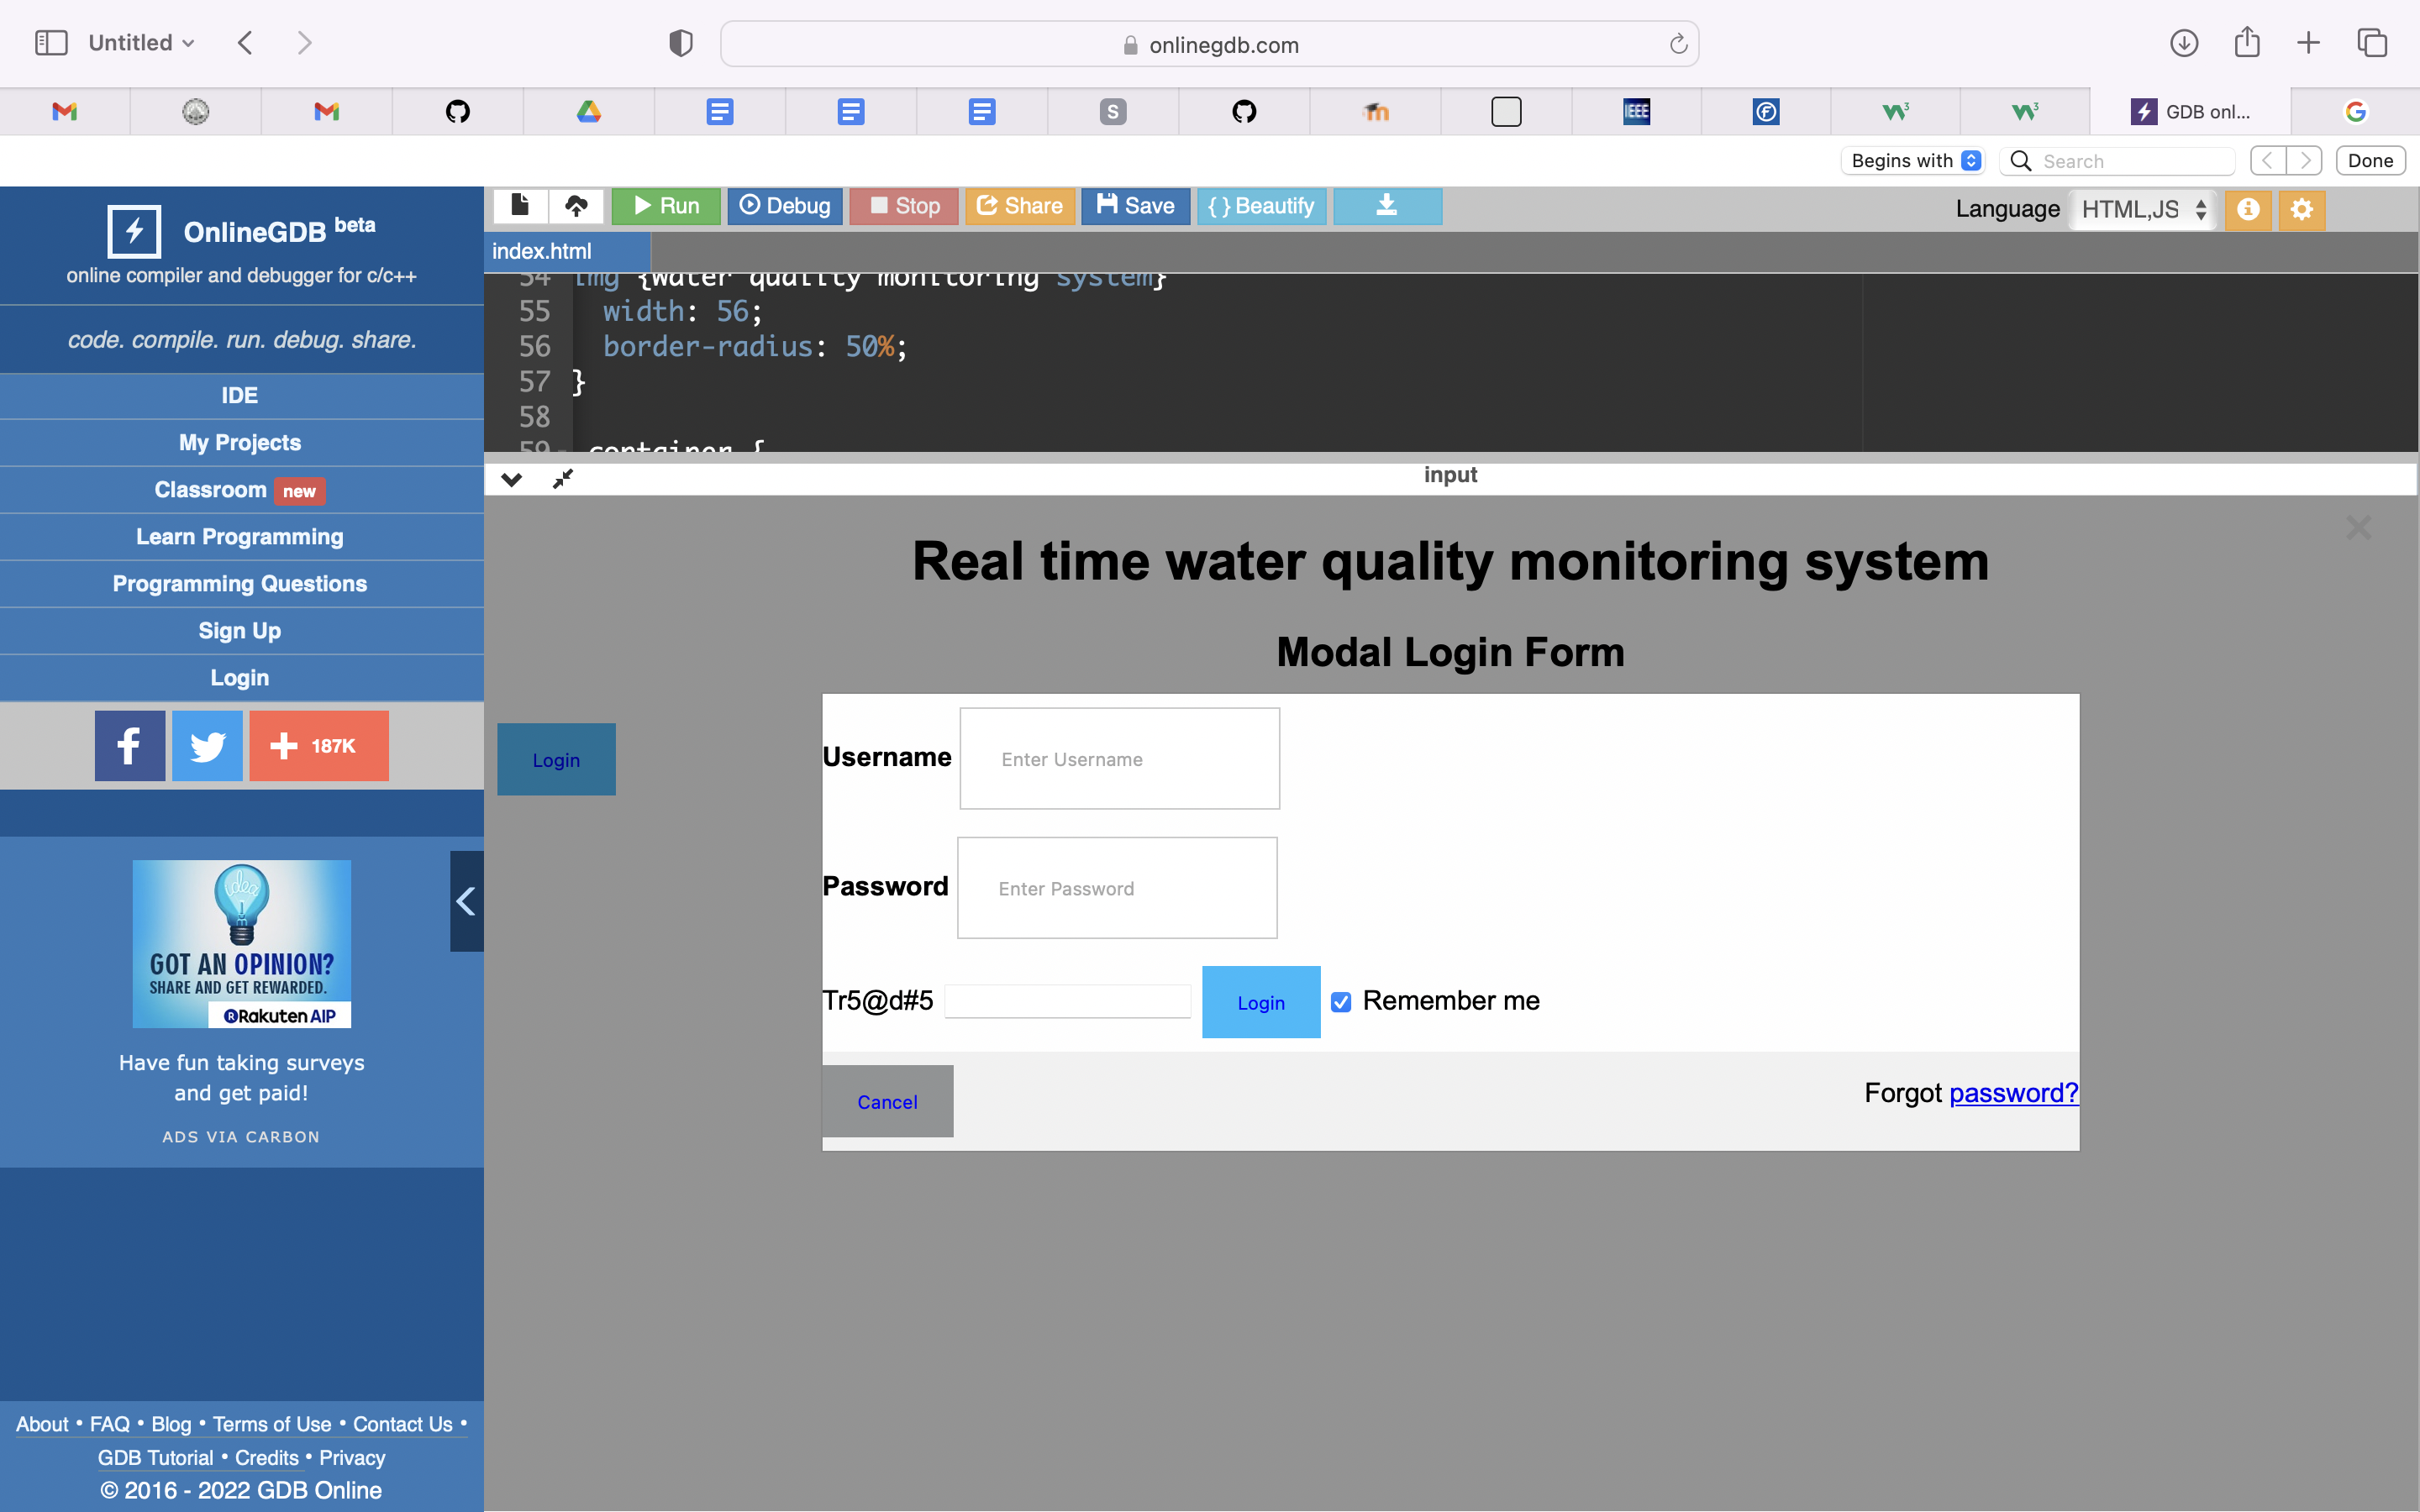 Untitled
onlinegdb.com
S
IEEE
GDB onl...
Begins with
Search
Done
OnlineGDB beta
online compiler and debugger for c/c++
code. compile. run. debug. share.
IDE
My Projects
Classroom new
Learn Programming
Programming Questions
Sign Up
Login
187K
idea
GOT AN OPINION?
SHARE AND GET REWARDED.
Rakuten AIP
Have fun taking surveys
and get paid!
ADS VIA CARBON
About • FAQ • Blog • Terms of Use • Contact Us •
GDB Tutorial • Credits • Privacy
© 2016 - 2022 GDB Online
Run
Debug
Stop
Share
Save
{ } Beautify
Language HTML,JS
index.html
54 img {water quality monitoring system}
55 width: 56;
56 border-radius: 50%;
57 }
58
59 container {
input
Real time water quality monitoring system
Modal Login Form
Login
Username Enter Username
Password Enter Password
Tr5@d#5 Login Remember me
Cancel Forgot password?